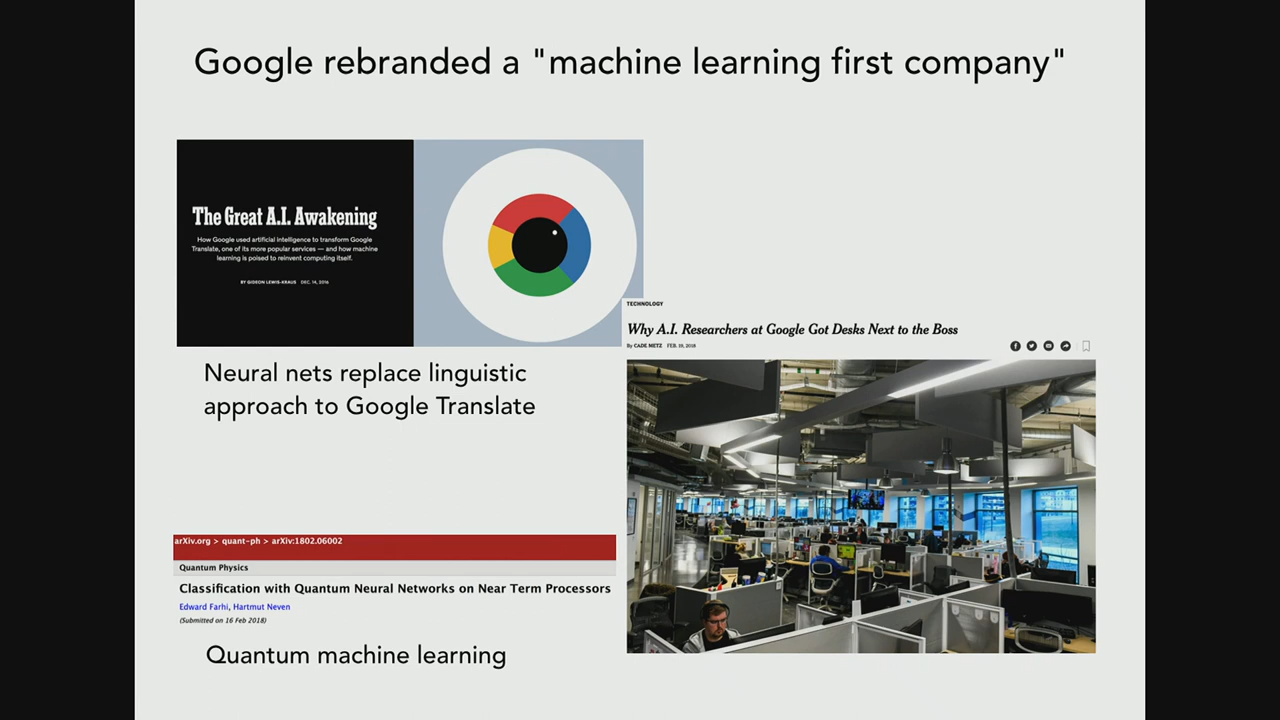 Google rebranded a "machine learning first company"
The Great A.I. Awakening
How Google used artificial intelligence to transform Google
Translate, one of its more popular services — and how machine
learning is poised to reinvent computing itself.
BY GIDEON LEWIS-KRAUS DEC. 14, 2016
Neural nets replace linguistic
approach to Google Translate
TECHNOLOGY
Why A.I. Researchers at Google Got Desks Next to the Boss
By CADE METZ FEB. 19, 2018
arXiv.org > quant-ph > arXiv:1802.06002
Quantum Physics
Classification with Quantum Neural Networks on Near Term Processors
Edward Farhi, Hartmut Neven
(Submitted on 16 Feb 2018)
Quantum machine learning